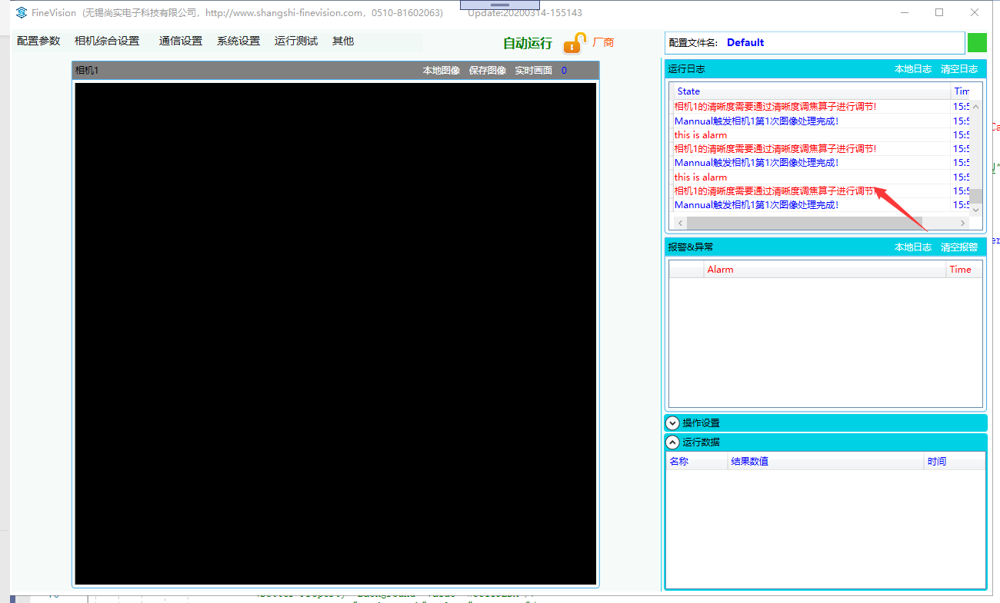 FineVision (无锡尚实电子科技有限公司, http://www.shangshi-finevision.com, 0510-81602063) Update:20200314-155143
配置参数 相机综合设置 通信设置 系统设置 运行测试 其他 自动运行 厂商
配置文件名: Default
相机1 本地图像 保存图像 实时画面 0
运行日志 本地日志 清空日志
State Tim
相机1的清晰度需要通过清晰度调焦算子进行调节! 15:5
Mannual触发相机1第1次图像处理完成! 15:5
this is alarm 15:5
相机1的清晰度需要通过清晰度调焦算子进行调节! 15:5
Mannual触发相机1第1次图像处理完成! 15:5
this is alarm 15:5
相机1的清晰度需要通过清晰度调焦算子进行调节! 15:5
Mannual触发相机1第1次图像处理完成! 15:5
报警&异常 本地日志 清空报警
Alarm Time
操作设置
运行数据
名称 结果数值 时间
Ca
er